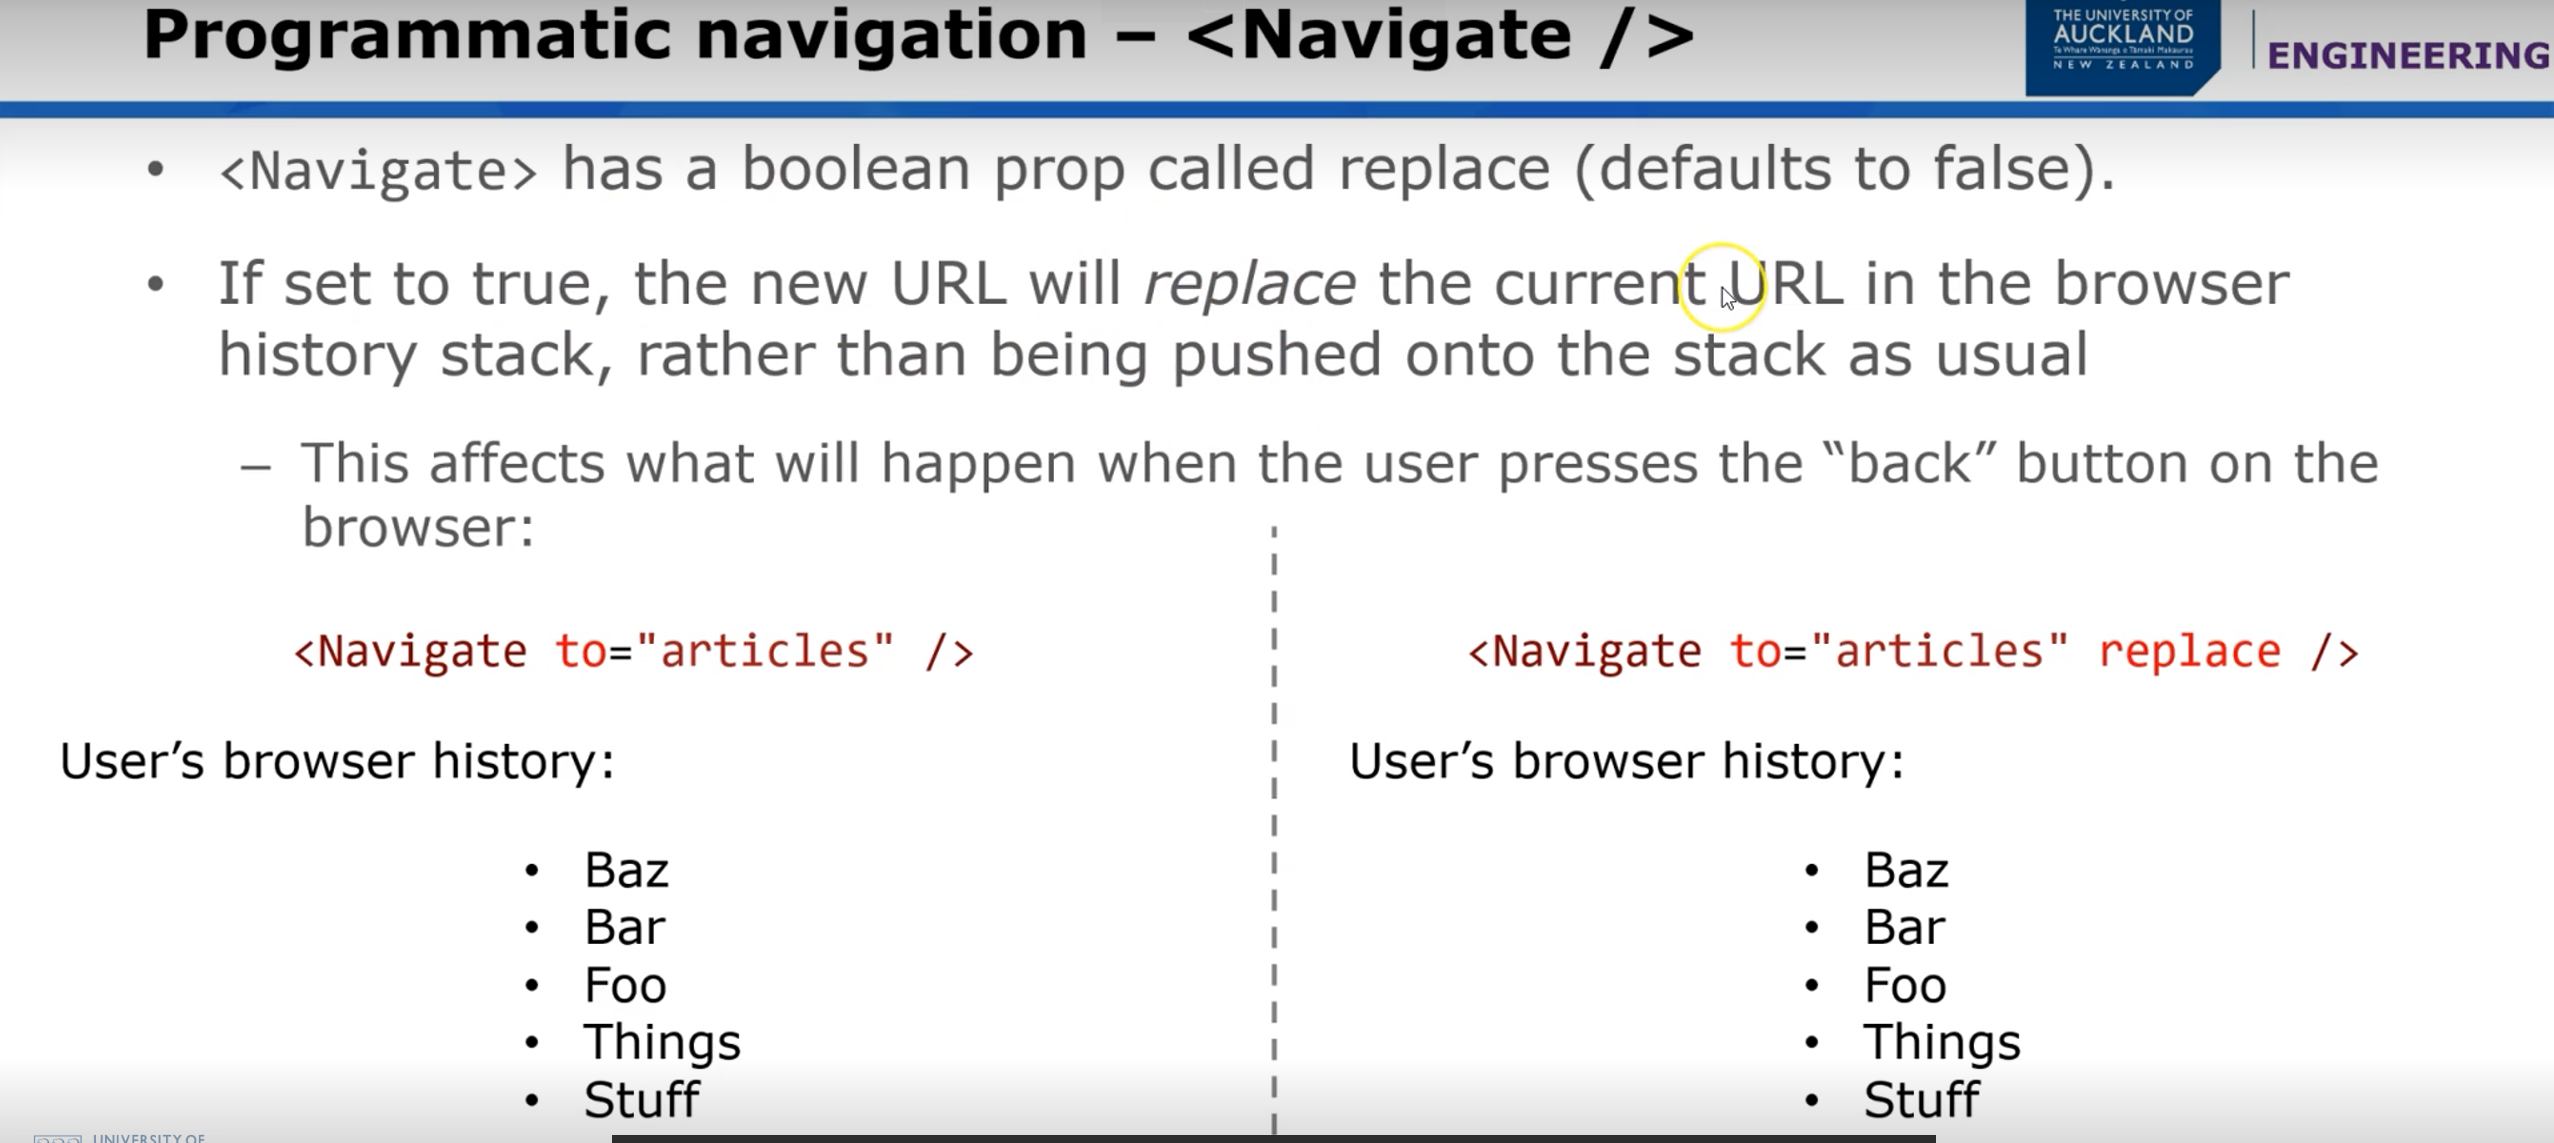 Programmatic navigation – <Navigate />
THE UNIVERSITY OF
AUCKLAND
Te Whare Wānanga o Tāmaki Makaurau
NEW ZEALAND
ENGINEERING
• <Navigate> has a boolean prop called replace (defaults to false).
• If set to true, the new URL will replace the current URL in the browser
history stack, rather than being pushed onto the stack as usual
– This affects what will happen when the user presses the “back” button on the
browser:
<Navigate to="articles" />
User’s browser history:
• Baz
• Bar
• Foo
• Things
• Stuff
<Navigate to="articles" replace />
User’s browser history:
• Baz
• Bar
• Foo
• Things
• Stuff
UNIVERSITY OF